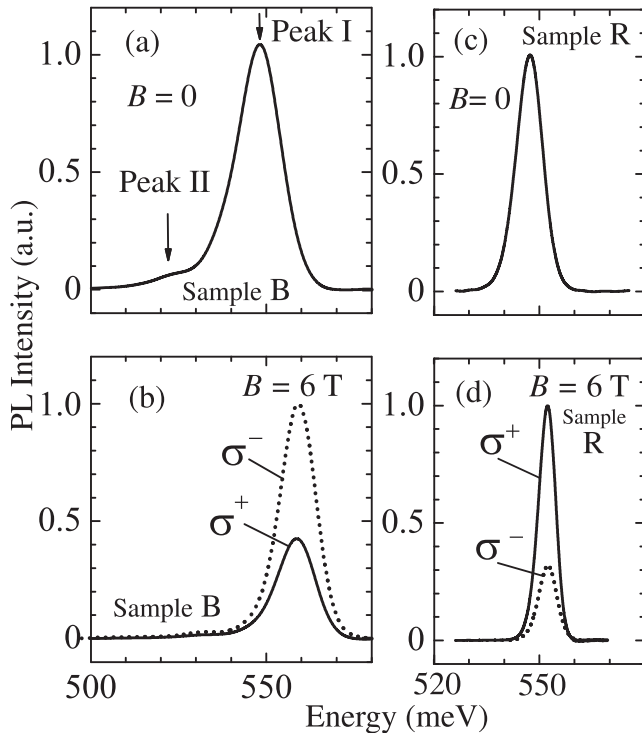 (a)
Peak I
B = 0
Peak II
Sample B
1.0
0.5
0
(c)
Sample R
B= 0
1.0
0.5
0
PL Intensity (a.u.)
(b)
B = 6 T
σ⁻
σ⁺
Sample B
1.0
0.5
0
500
550
(d)
B = 6 T
Sample
R
σ⁺
σ⁻
1.0
0.5
0
520
550
Energy (meV)